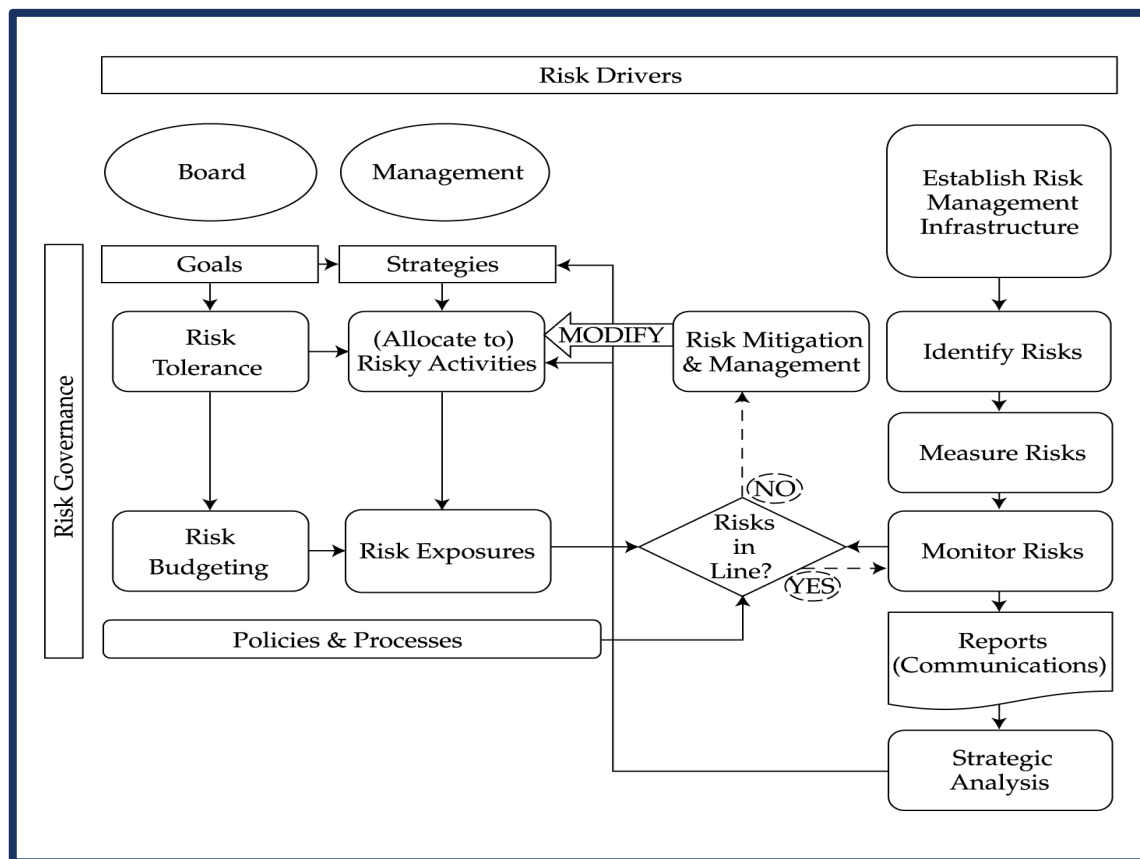 Risk Drivers
Board
Management
Establish Risk
Management
Infrastructure
Risk Governance
Goals
Strategies
Risk
Tolerance
(Allocate to)
Risky Activities
MODIFY
Risk Mitigation
& Management
Identify Risks
Measure Risks
NO
Risk
Budgeting
Risk Exposures
Risks
in
Line?
YES
Monitor Risks
Policies & Processes
Reports
(Communications)
Strategic
Analysis